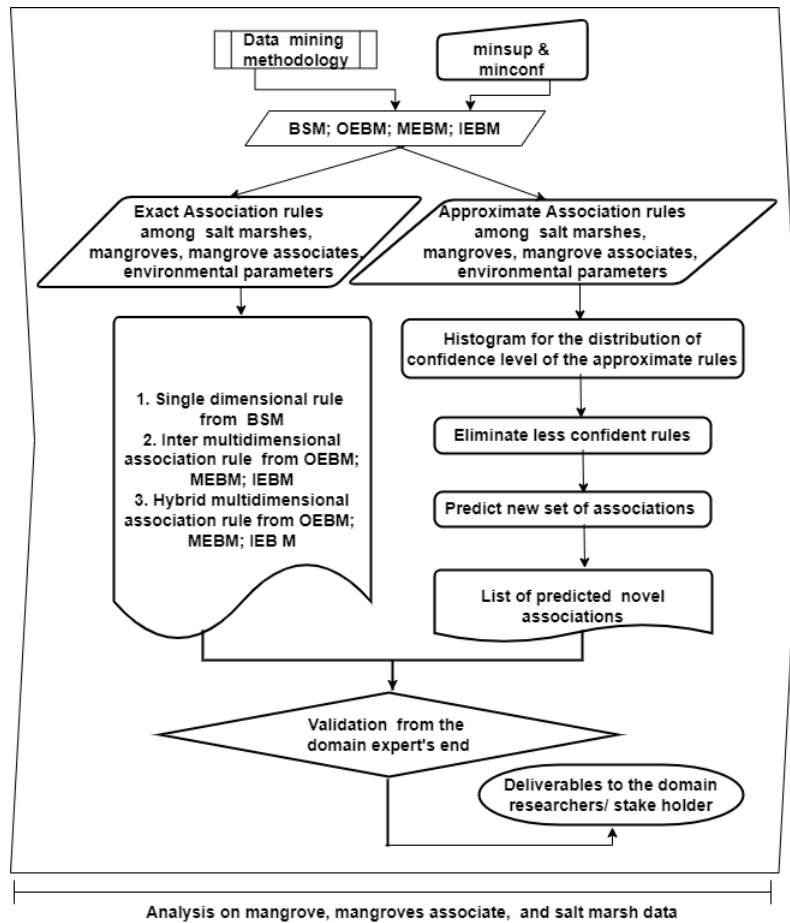 Data mining
methodology
minsup &
minconf
BSM; OEBM; MEBM; IEBM
Exact Association rules
among salt marshes,
mangroves, mangrove associates,
environmental parameters
Approximate Association rules
among salt marshes,
mangroves, mangrove associates,
environmental parameters
1. Single dimensional rule
from BSM
2. Inter multidimensional
association rule from OEBM;
MEBM; IEBM
3. Hybrid multidimensional
association rule from OEBM;
MEBM; IEB M
Histogram for the distribution of
confidence level of the approximate rules
Eliminate less confident rules
Predict new set of associations
List of predicted novel
associations
Validation from the
domain expert's end
Deliverables to the domain
researchers/ stake holder
Analysis on mangrove, mangroves associate, and salt marsh data